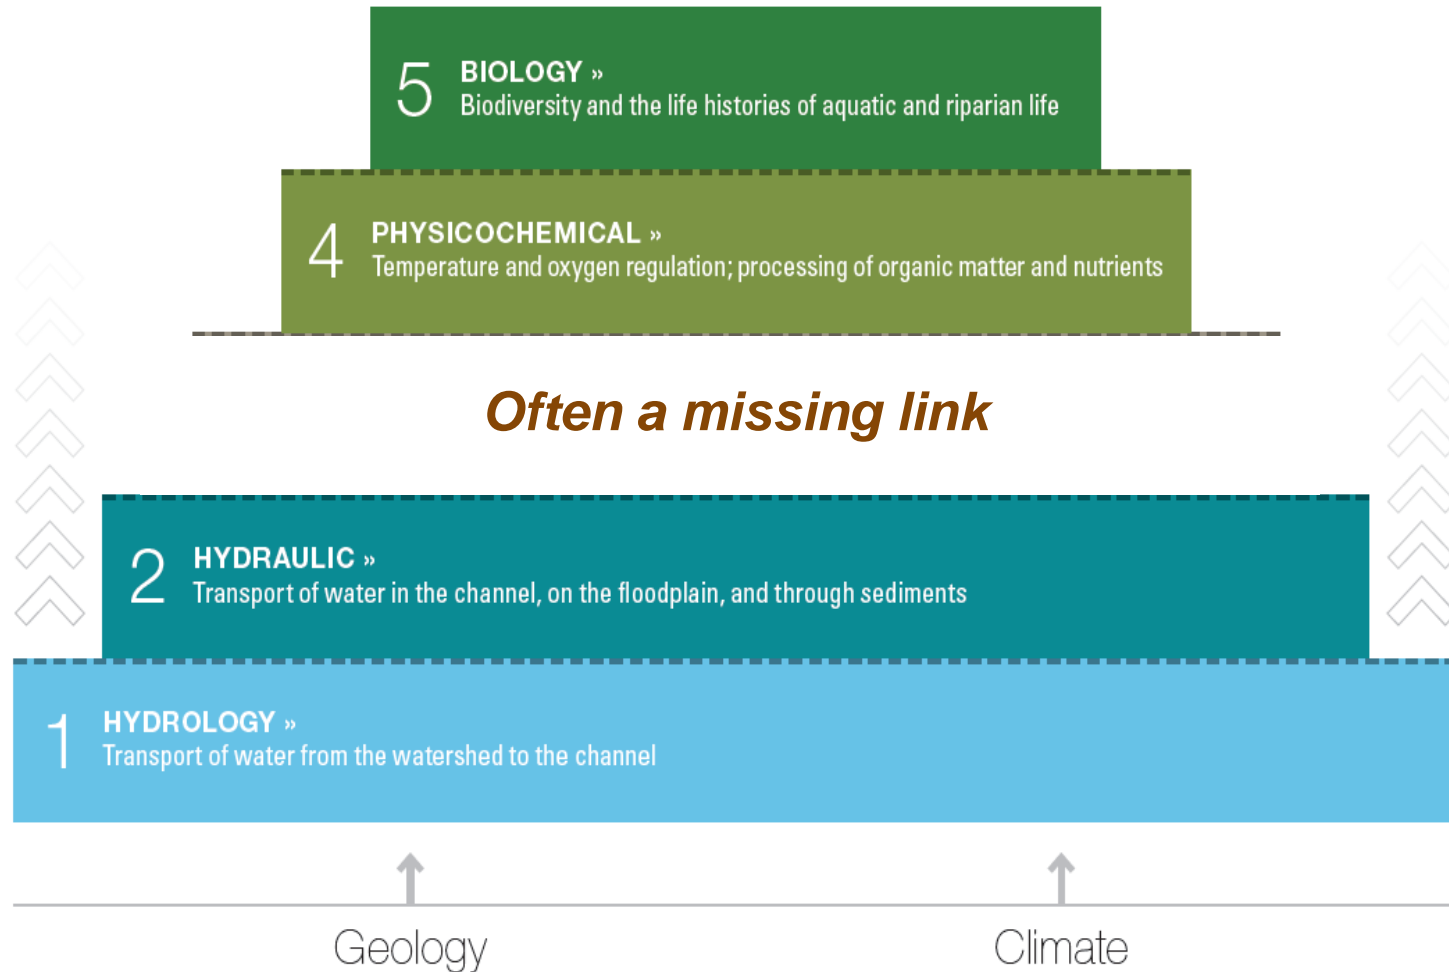 5 BIOLOGY »
Biodiversity and the life histories of aquatic and riparian life
4 PHYSICOCHEMICAL »
Temperature and oxygen regulation; processing of organic matter and nutrients
Often a missing link
2 HYDRAULIC »
Transport of water in the channel, on the floodplain, and through sediments
1 HYDROLOGY »
Transport of water from the watershed to the channel
Geology Climate